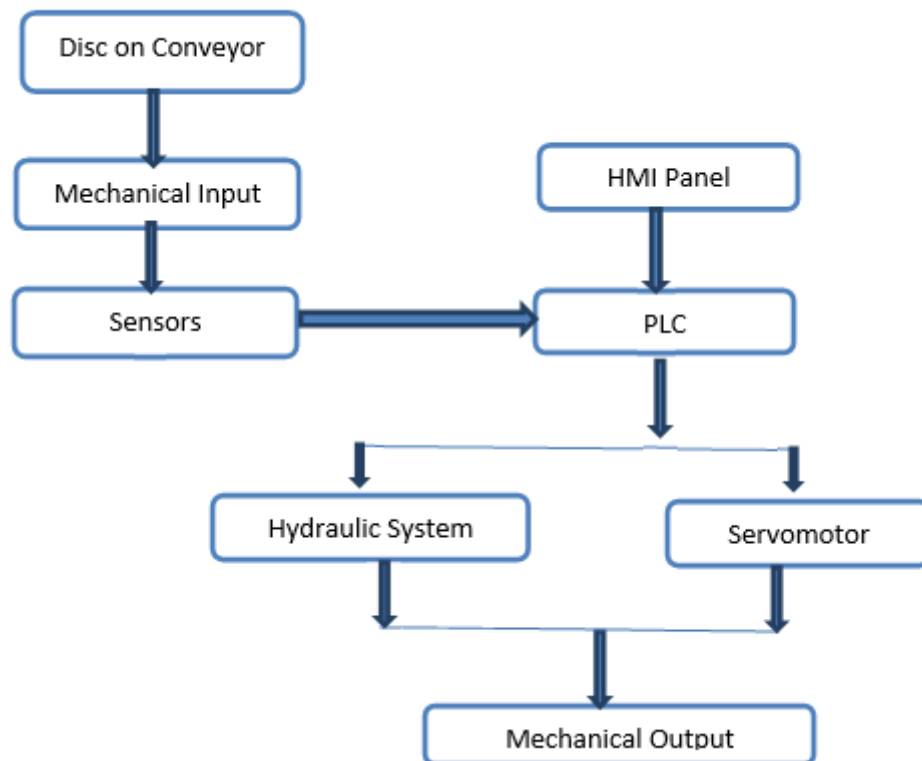 Disc on Conveyor
Mechanical Input
HMI Panel
Sensors
PLC
Hydraulic System
Servomotor
Mechanical Output